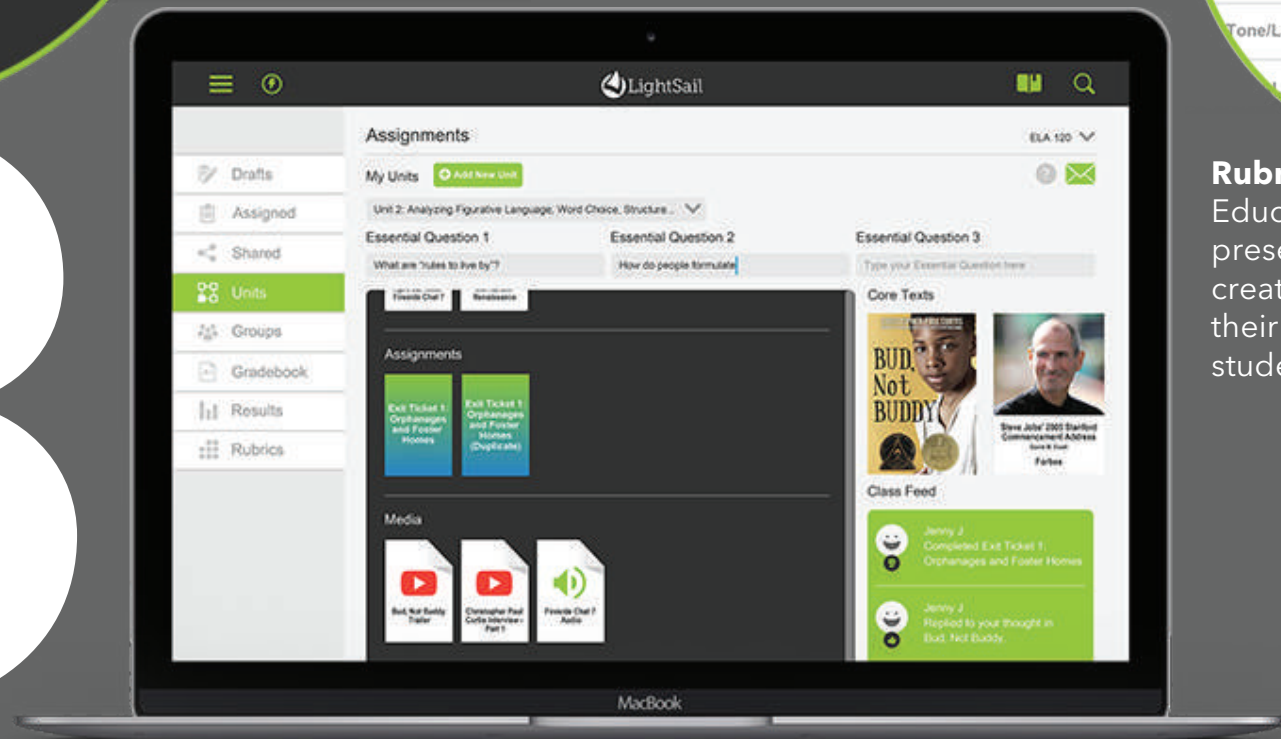 Tone/L
LightSail
Assignments
ELA 120
My Units
Add New Unit
Unit 2: Analyzing Figurative Language, Word Choice, Structure...
Essential Question 1
Essential Question 2
Essential Question 3
What are "rules to live by"?
How do people formulate
Type your Essential Question here
Drafts
Assigned
Shared
Units
Groups
Gradebook
Results
Rubrics
Fireside Chat 7
Renaissance
Assignments
Exit Ticket 1:
Orphanages
and Foster
Homes
Exit Ticket 1:
Orphanages
and Foster
Homes
(Duplicate)
Media
Bud, Not Buddy
Trailer
Christopher Paul
Curtis Interview -
Part 1
Fireside Chat 7
Audio
Core Texts
BUD,
Not
BUDDY
Steve Jobs' 2005 Stanford
Commencement Address
Forbes
Class Feed
Jenny J
Completed Exit Ticket 1:
Orphanages and Foster Homes
Jenny J
Replied to your thought in
Bud, Not Buddy.
MacBook
Rubr
Educ
prese
creat
their
stude